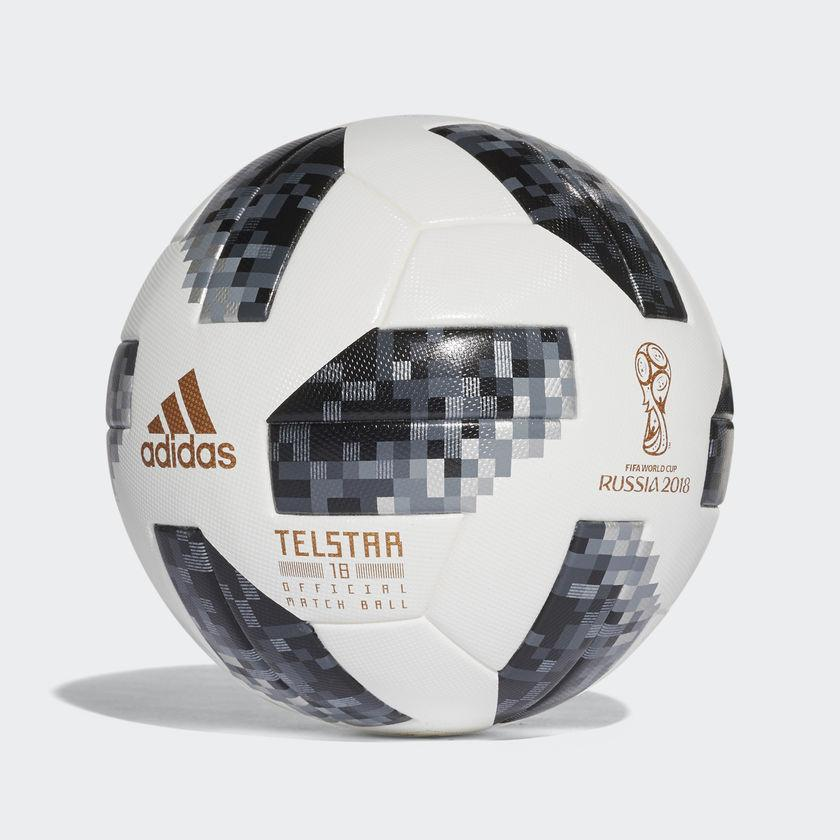 adidas
TELSTAR
18
OFFICIAL
MATCH BALL
FIFA WORLD CUP
RUSSIA 2018